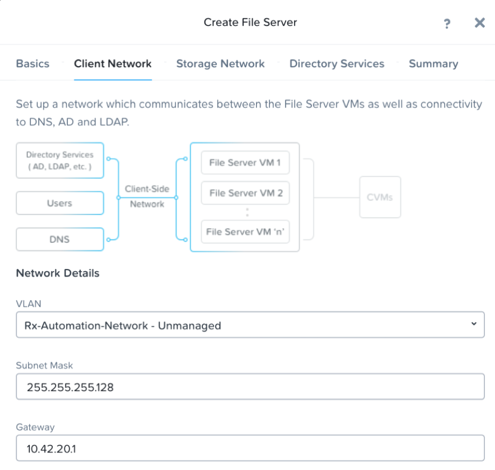 Create File Server
?
Basics
Client Network
Storage Network
Directory Services
Summary
Set up a network which communicates between the File Server VMs as well as connectivity
to DNS, AD and LDAP.
Directory Services
( AD, LDAP, etc. )
Users
DNS
Client-Side
Network
File Server VM 1
File Server VM 2
File Server VM 'n'
CVMs
Network Details
VLAN
Rx-Automation-Network - Unmanaged
Subnet Mask
255.255.255.128
Gateway
10.42.20.1